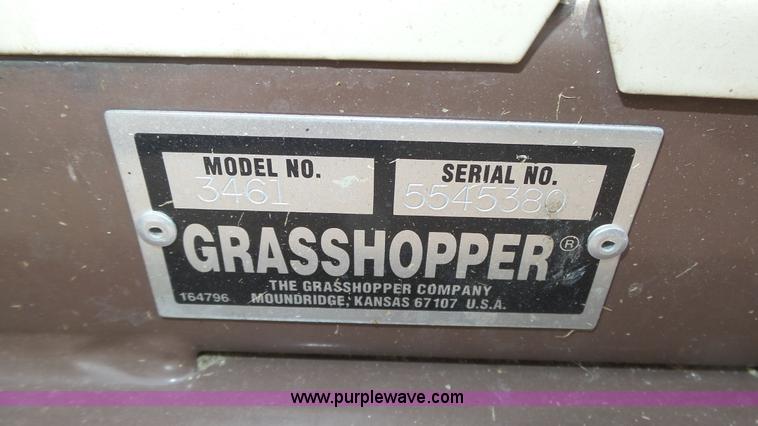 MODEL NO. SERIAL NO.
3461 5545380
GRASSHOPPER®
THE GRASSHOPPER COMPANY
164796 MOUNDRIDGE, KANSAS 67107 U.S.A.
www.purplewave.com